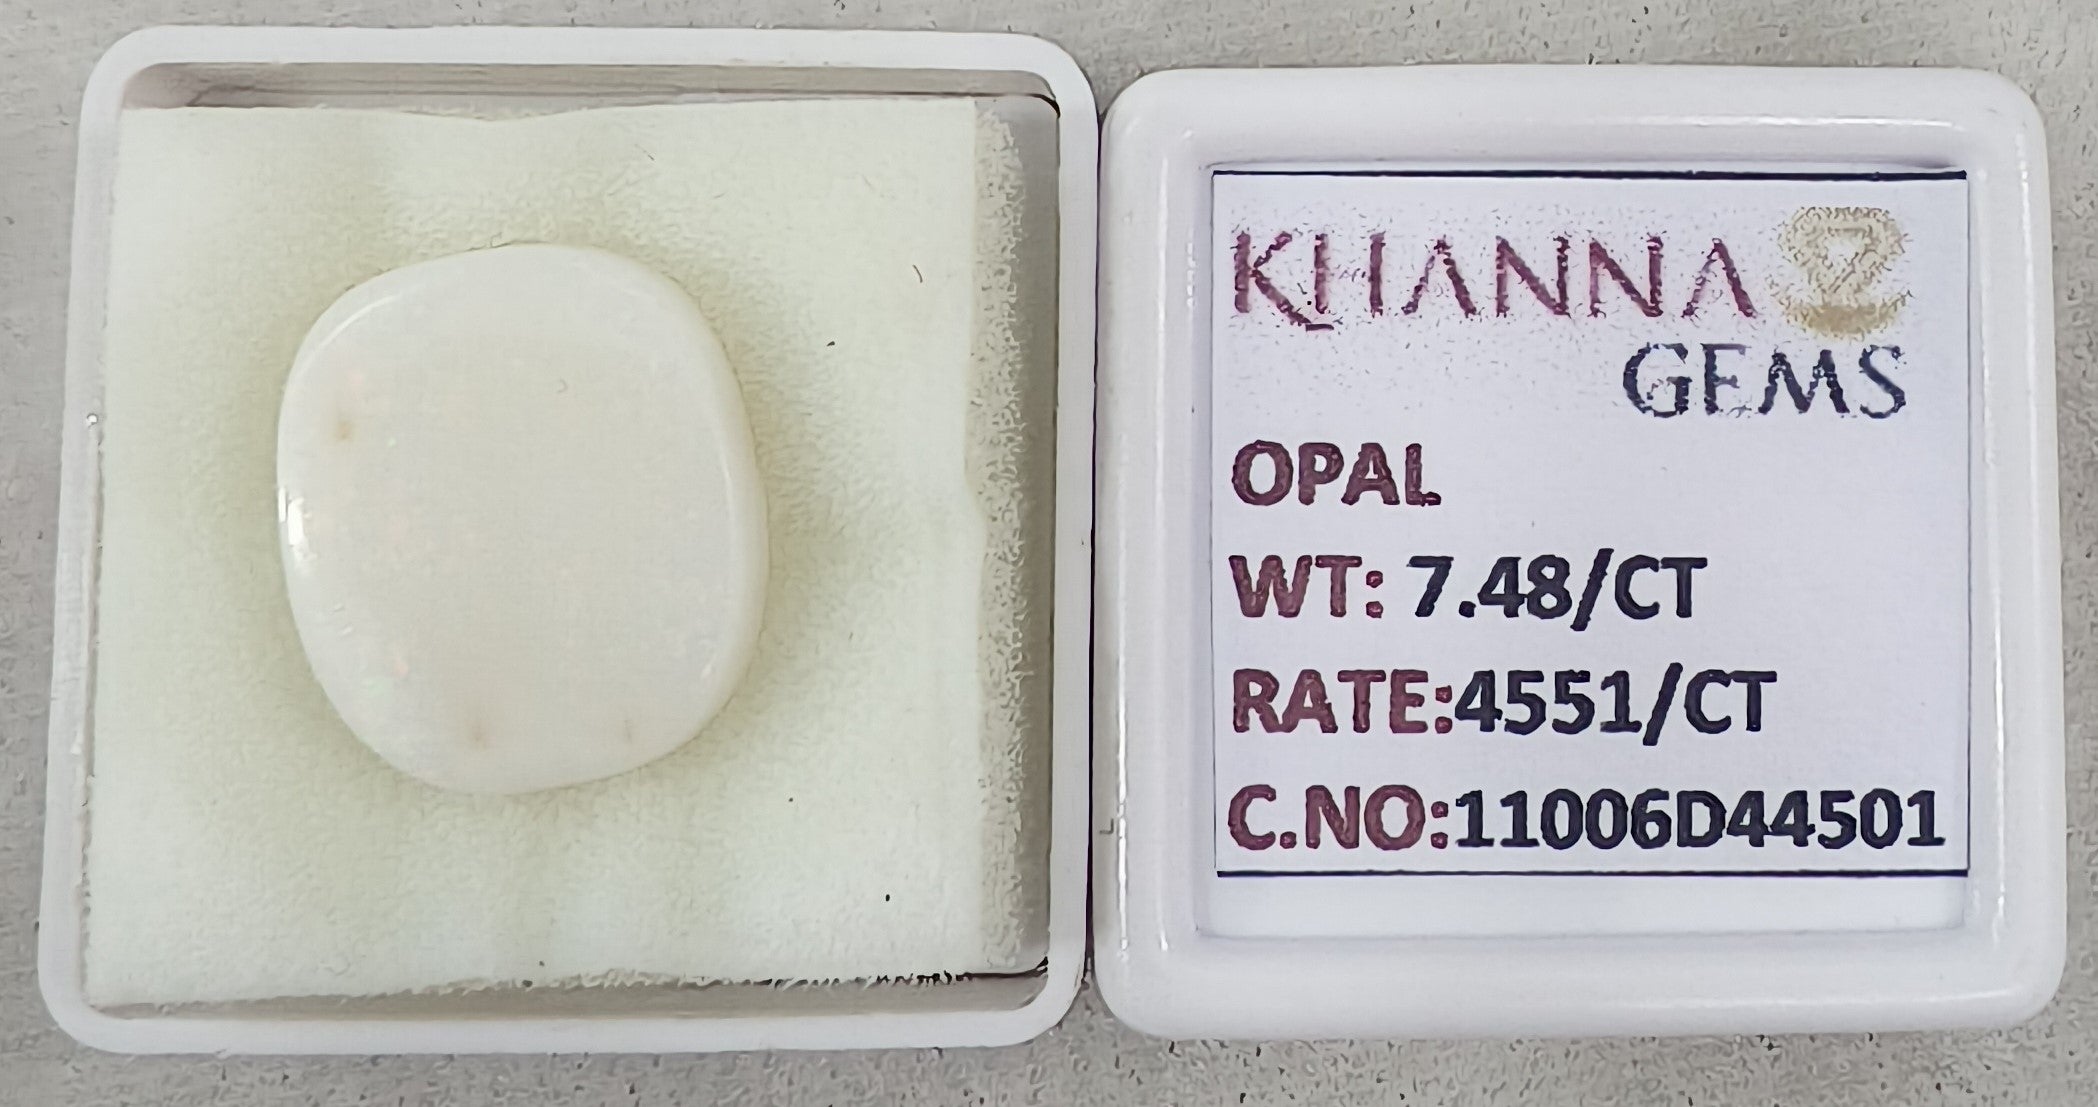 KHANNA
GEMS
OPAL
WT: 7.48/CT
RATE:4551/CT
C.NO:11006D44501